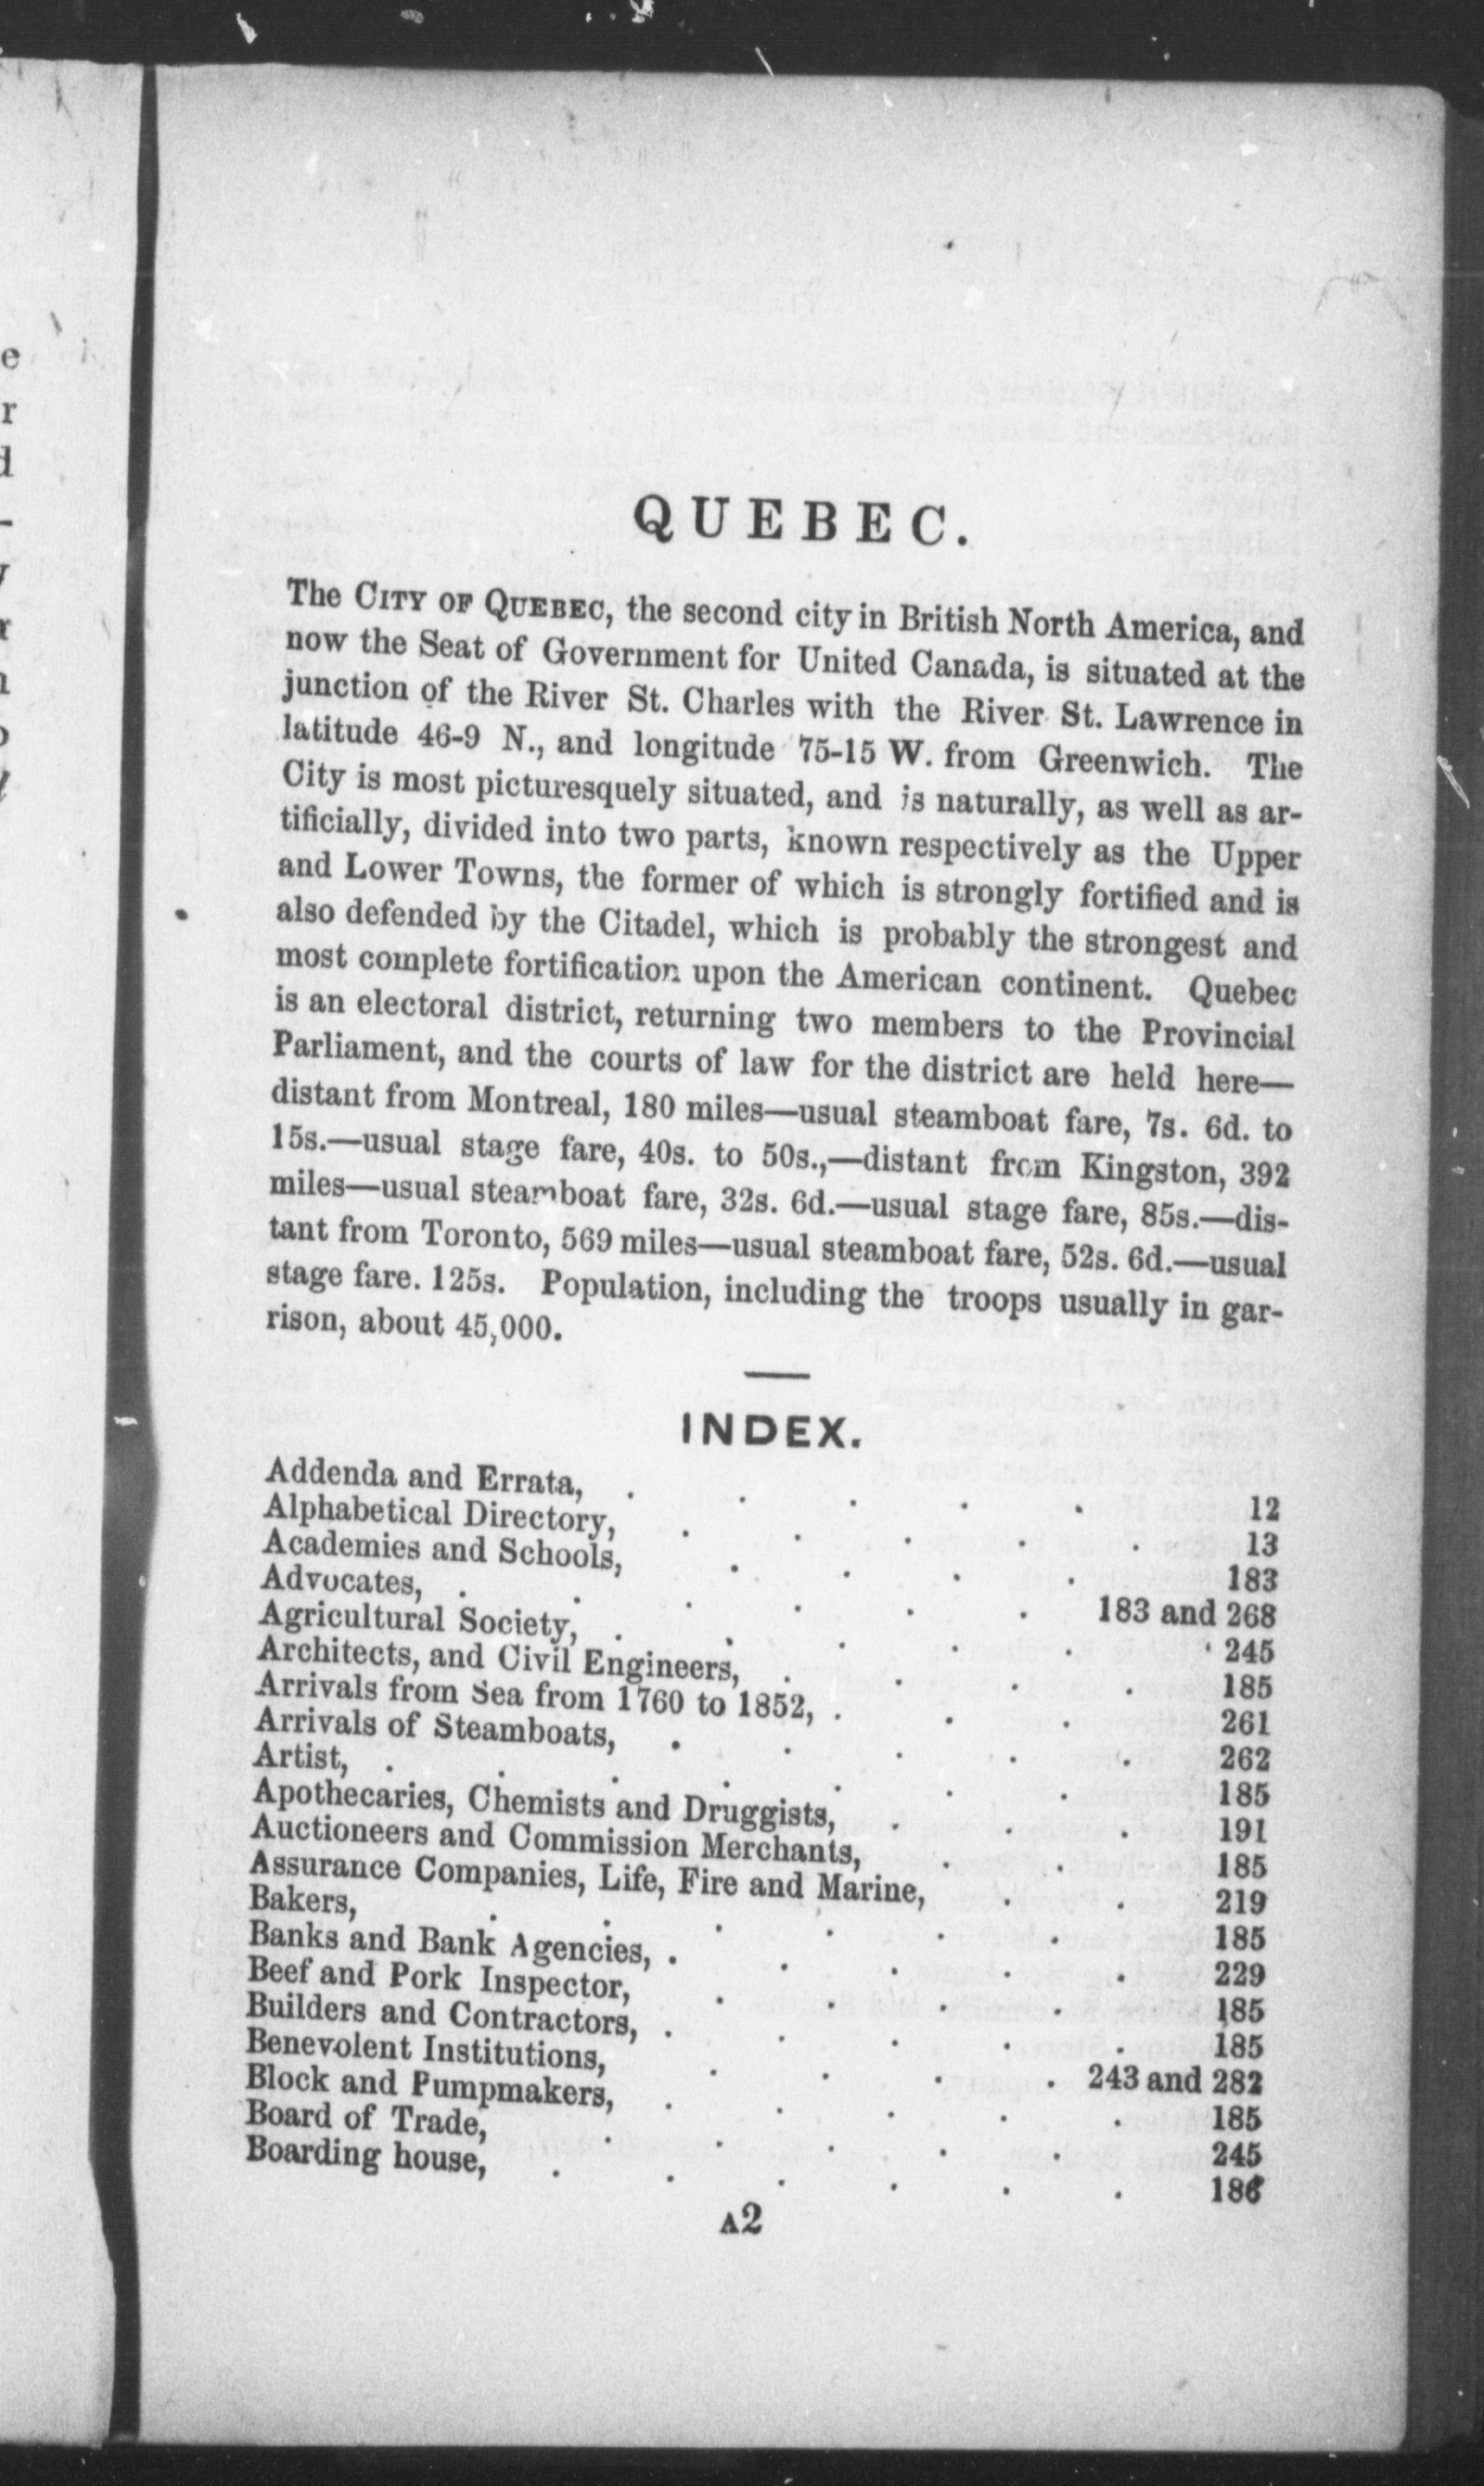 QUEBEC.
The CITY OF QUEBEC, the second city in British North America, and
now the Seat of Government for United Canada, is situated at the
junction of the River St. Charles with the River St. Lawrence in
latitude 46-9 N., and longitude 75-15 W. from Greenwich. The
City is most picturesquely situated, and is naturally, as well as ar-
tificially, divided into two parts, known respectively as the Upper
and Lower Towns, the former of which is strongly fortified and is
also defended by the Citadel, which is probably the strongest and
most complete fortification upon the American continent. Quebec
is an electoral district, returning two members to the Provincial
Parliament, and the courts of law for the district are held here—
distant from Montreal, 180 miles—usual steamboat fare, 7s. 6d. to
15s.—usual stage fare, 40s. to 50s.,—distant from Kingston, 392
miles—usual steamboat fare, 32s. 6d.—usual stage fare, 85s.—dis-
tant from Toronto, 569 miles—usual steamboat fare, 52s. 6d.—usual
stage fare. 125s. Population, including the troops usually in gar-
rison, about 45,000.
INDEX.
Addenda and Errata, . . . . . 12
Alphabetical Directory, . . . . . 13
Academies and Schools, . . . . 183
Advocates, . . . . . . 183 and 268
Agricultural Society, . . . . . . 245
Architects, and Civil Engineers, . . . . 185
Arrivals from Sea from 1760 to 1852, . . . 261
Arrivals of Steamboats, . . . . . 262
Artist, . . . . . . . 185
Apothecaries, Chemists and Druggists, . . . 191
Auctioneers and Commission Merchants, . . 185
Assurance Companies, Life, Fire and Marine, . . 219
Bakers, . . . . . . 185
Banks and Bank Agencies, . . . . . 229
Beef and Pork Inspector, . . . . 185
Builders and Contractors, . . . . . 185
Benevolent Institutions, . . . . 243 and 282
Block and Pumpmakers, . . . . . 185
Board of Trade, . . . . . 245
Boarding house, . . . . . . 186
A2